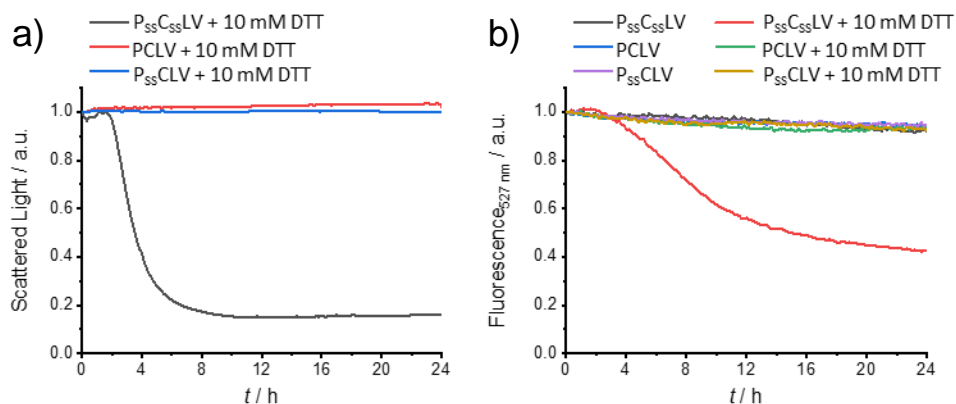 a)
PssCssLV + 10 mM DTT
PCLV + 10 mM DTT
PssCLV + 10 mM DTT
Scattered Light / a.u.
1.0
0.8
0.6
0.4
0.2
0.0
0 4 8 12 16 20 24
t / h
b)
PssCssLV PssCssLV + 10 mM DTT
PCLV PCLV + 10 mM DTT
PssCLV PssCLV + 10 mM DTT
Fluorescence527 nm / a.u.
1.0
0.8
0.6
0.4
0.2
0.0
0 4 8 12 16 20 24
t / h